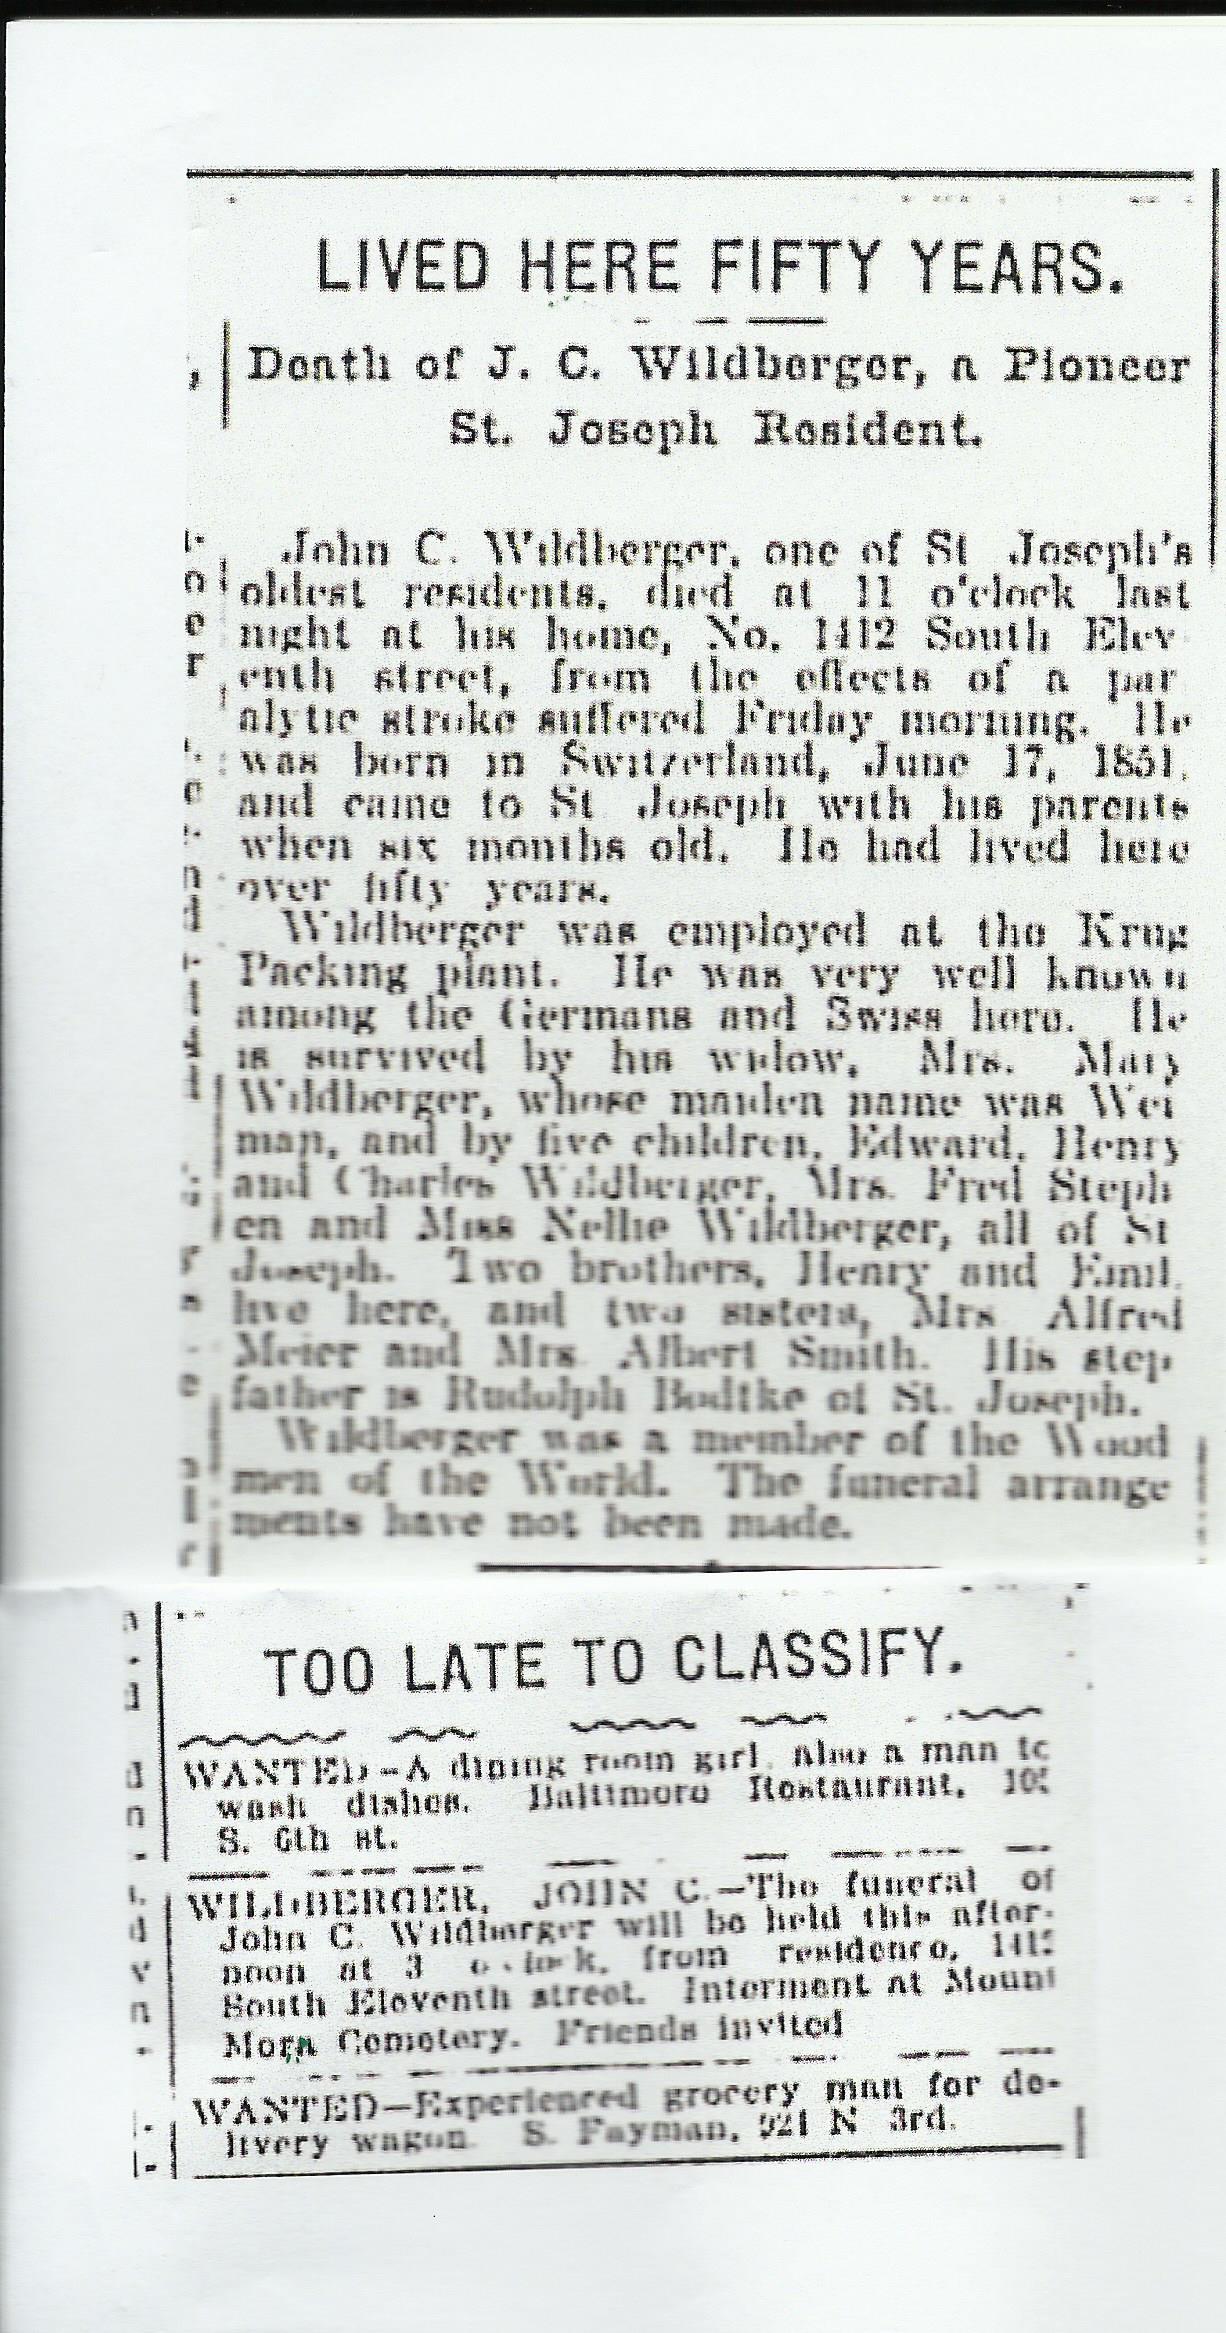 LIVED HERE FIFTY YEARS.
Death of J. C. Wildberger, a Pioneer
St. Joseph Resident.
John C. Wildberger, one of St Joseph's
oldest residents, died at 11 o'clock last
night at his home, No. 1412 South Elev
enth street, from the effects of a par
alytic stroke suffered Friday morning. He
was born in Switzerland, June 17, 1851,
and came to St Joseph with his parents
when six months old. He had lived here
over fifty years.
Wildberger was employed at the Krug
Packing plant. He was very well known
among the Germans and Swiss here. He
is survived by his widow, Mrs. Mary
Wildberger, whose maiden name was Wei
man, and by five children, Edward, Henry
and Charles Wildberger, Mrs. Fred Steph
en and Miss Nellie Wildberger, all of St
Joseph. Two brothers, Henry and Emil,
live here, and two sisters, Mrs Alfred
Meier and Mrs Albert Smith. His step
father is Rudolph Bodtke of St. Joseph.
Wildberger was a member of the Wood
men of the World. The funeral arrange
ments have not been made.
TOO LATE TO CLASSIFY.
WANTED—A dining room girl, also a man to
wash dishes. Baltimore Restaurant,
S. 6th st.
WILDBERGER, JOHN C.—The funeral of
John C. Wildberger will be held this after-
noon at 3 o'clock, from residence, 1412
South Eleventh street. Interment at Mount
Mora Cemetery. Friends invited
WANTED—Experienced grocery man for de-
livery wagon. S. Fayman, 921 N 3rd.